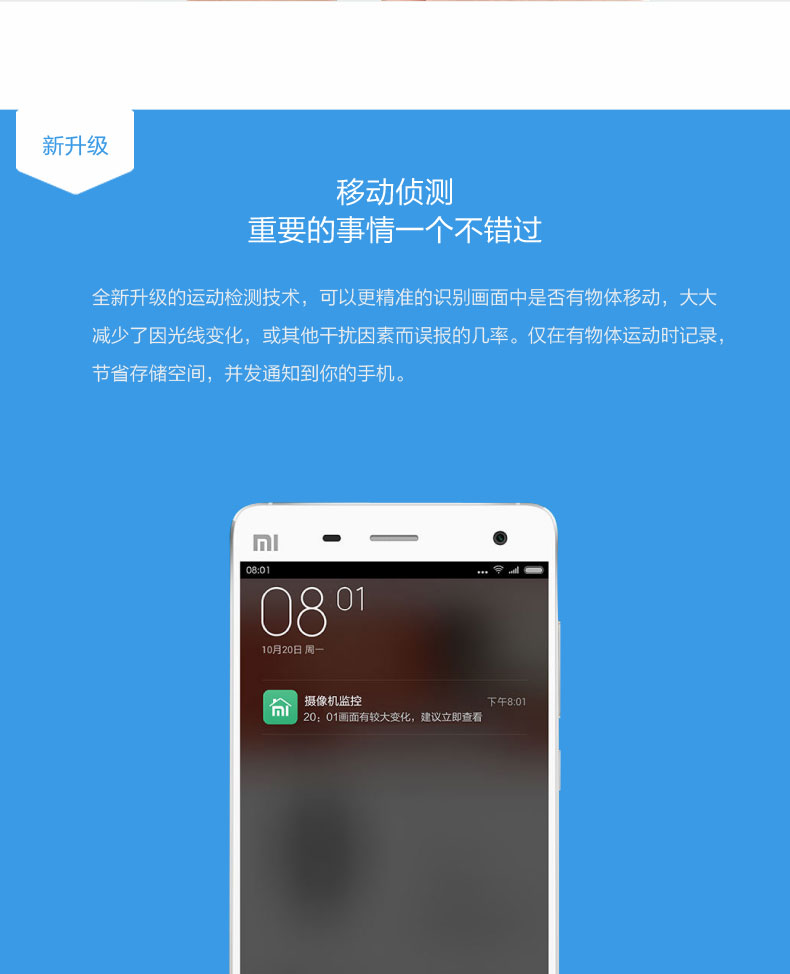 新升级
移动侦测
重要的事情一个不错过
全新升级的运动检测技术，可以更精准的识别画面中是否有物体移动，大大
减少了因光线变化，或其他干扰因素而误报的几率。仅在有物体运动时记录，
节省存储空间，并发通知到你的手机。
MI
08:01
08 01
10月20日 周一
摄像机监控 下午8:01
20；01画面有较大变化，建议立即查看